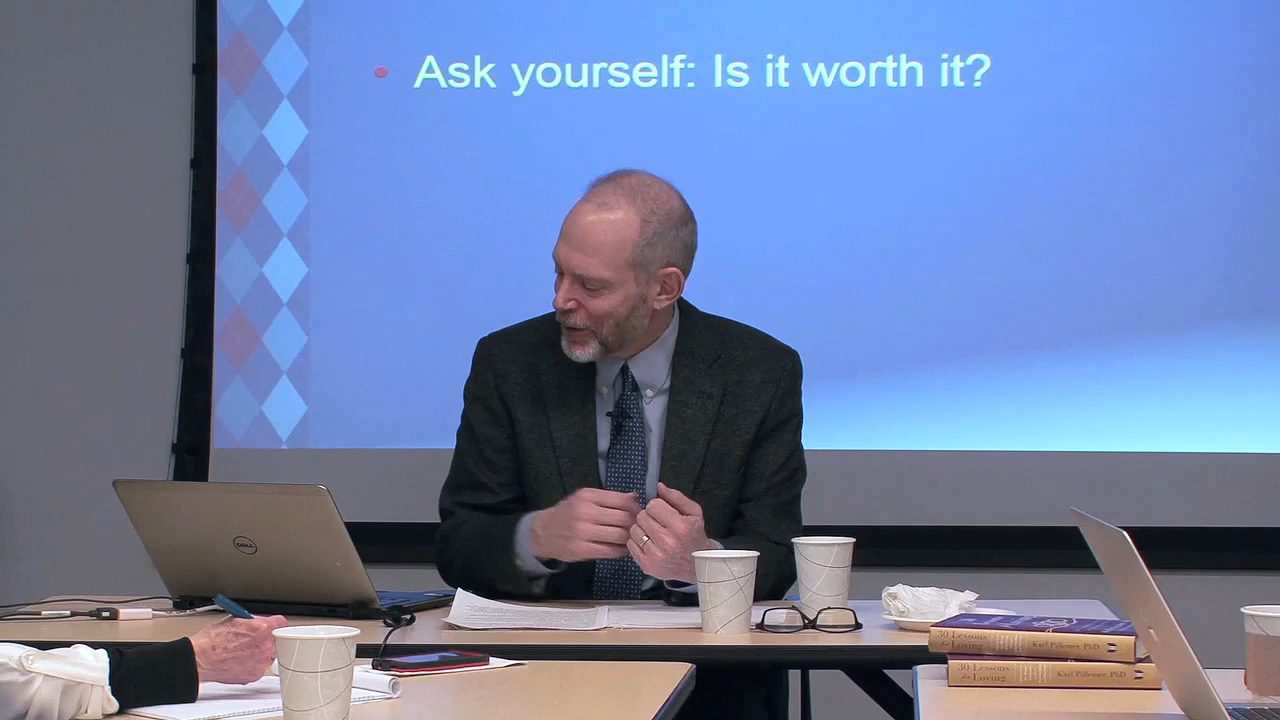 Ask yourself: Is it worth it?
DELL
30 Lessons
for Loving
Karl Pillemer, PhD
30 Lessons
for Loving
Karl Pillemer, PhD